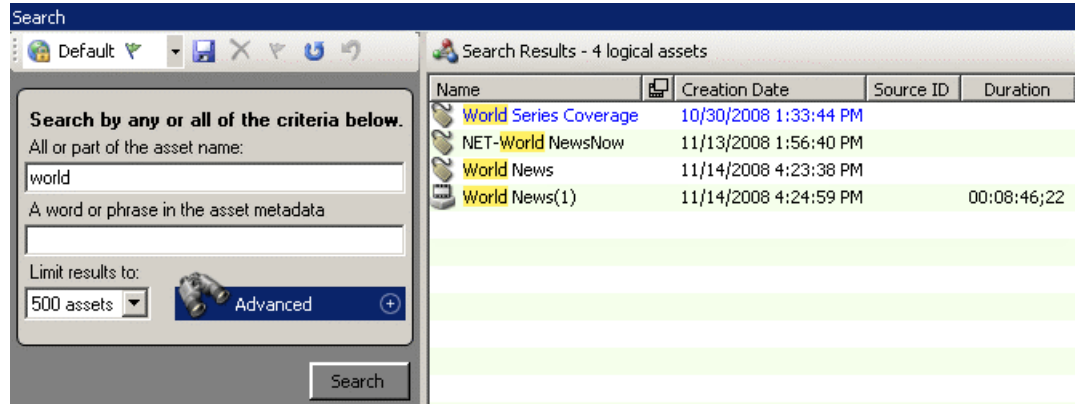 Search
Default
Search by any or all of the criteria below.
All or part of the asset name:
world
A word or phrase in the asset metadata
Limit results to:
500 assets
Advanced
Search
Search Results - 4 logical assets
Name Creation Date Source ID Duration
World Series Coverage 10/30/2008 1:33:44 PM
NET-World NewsNow 11/13/2008 1:56:40 PM
World News 11/14/2008 4:23:38 PM
World News(1) 11/14/2008 4:24:59 PM 00:08:46;22